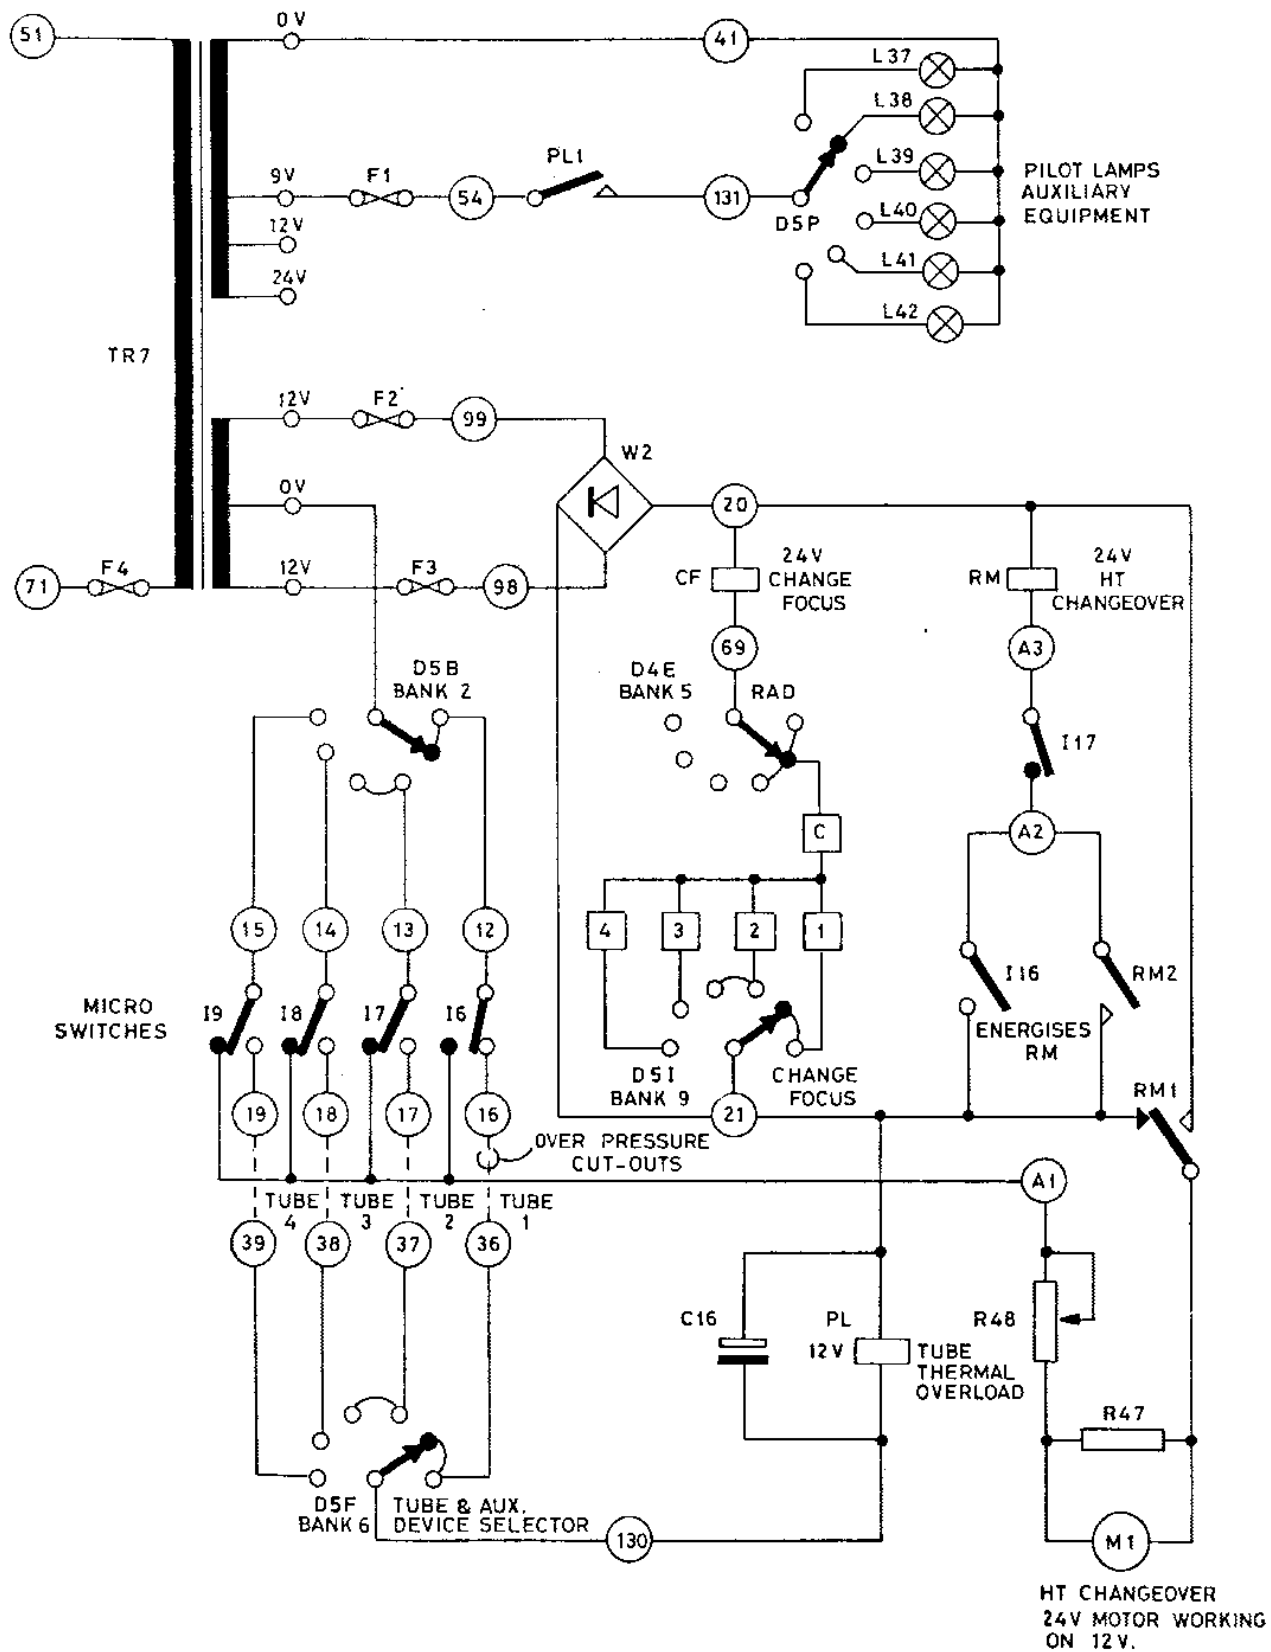 51
0V
41
L37
L38
9V
F1
54
PL1
131
D5P
L39
L40
L41
L42
PILOT LAMPS
AUXILIARY
EQUIPMENT
12V
24V
TR7
12V
F2
99
W2
0V
20
71
F4
12V
F3
98
CF
24V
CHANGE
FOCUS
RM
24V
HT
CHANGEOVER
69
A3
D5B
BANK 2
D4E
BANK 5
RAD
I17
C
A2
15
14
13
12
4
3
2
1
I16
RM2
MICRO
SWITCHES
I9
I8
I7
I6
ENERGISES
RM
D5I
BANK 9
CHANGE
FOCUS
RM1
19
18
17
16
21
OVER PRESSURE
CUT-OUTS
A1
TUBE
4
TUBE
3
TUBE
2
TUBE
1
39
38
37
36
C16
PL
12V
TUBE
THERMAL
OVERLOAD
R48
R47
D5F
BANK 6
TUBE & AUX.
DEVICE SELECTOR
130
M1
HT CHANGEOVER
24V MOTOR WORKING
ON 12V.